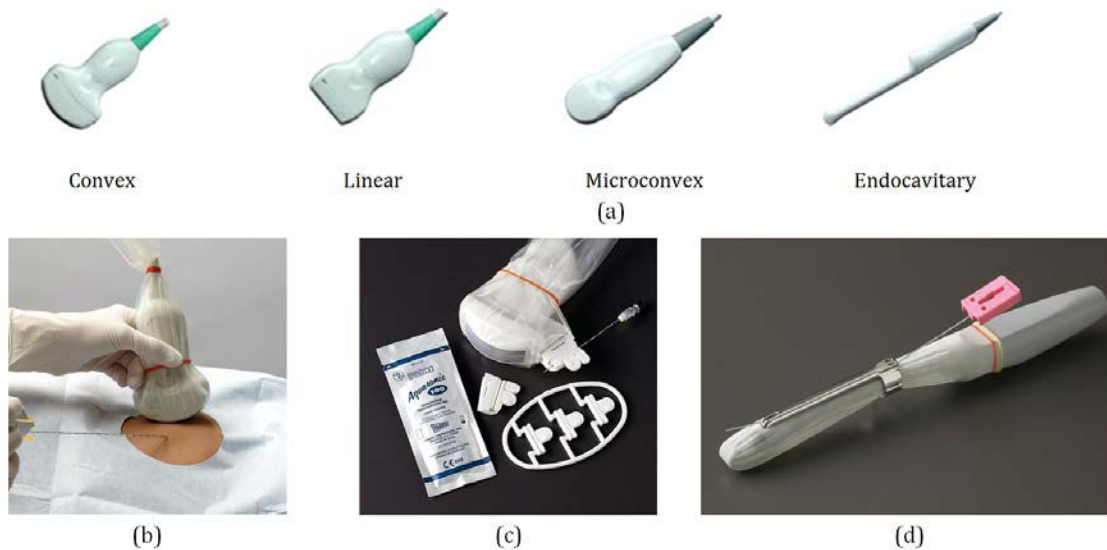 Convex
Linear
Microconvex
Endocavitary
(a)
Aquasonic
100
(b)
(c)
(d)